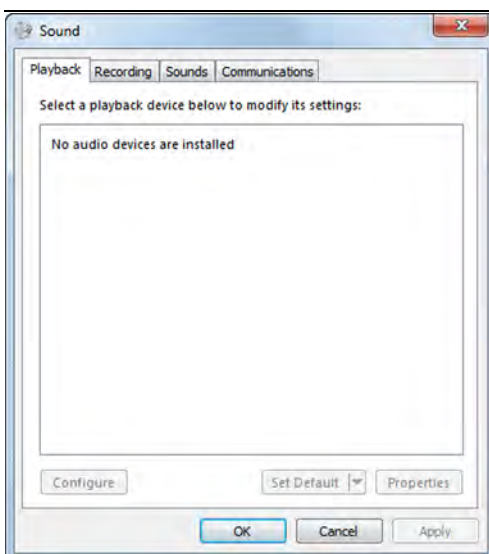 Sound
Playback Recording Sounds Communications
Select a playback device below to modify its settings:
No audio devices are installed
Configure Set Default Properties
OK Cancel Apply